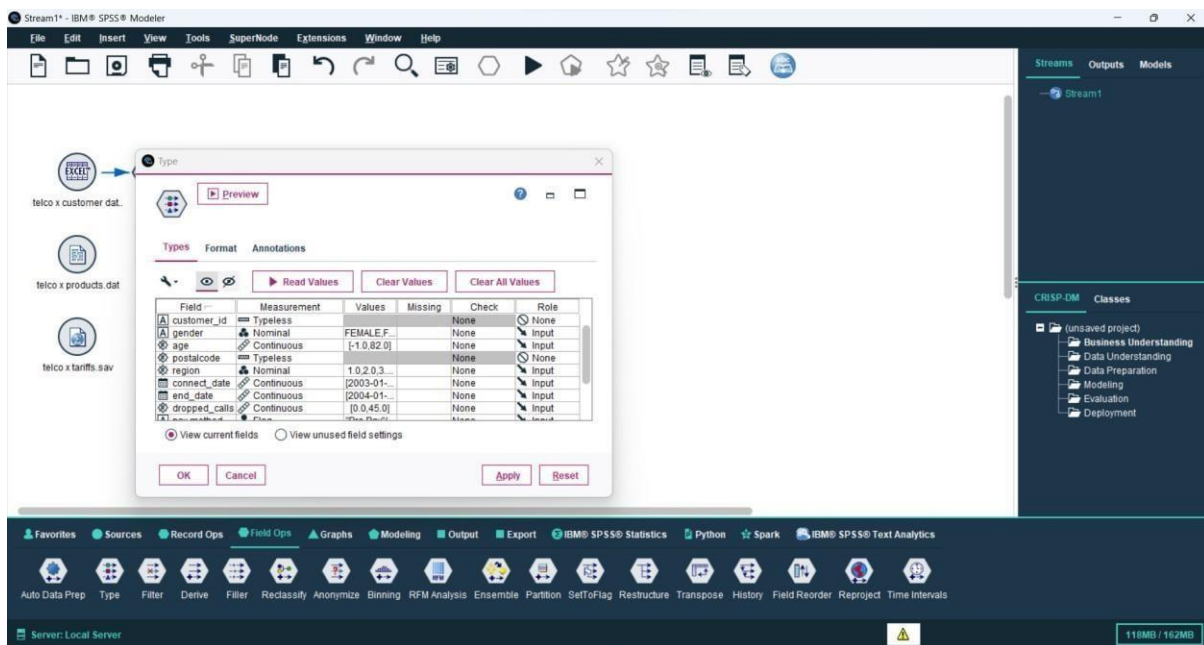 Stream1* - IBM® SPSS® Modeler
File Edit Insert View Tools SuperNode Extensions Window Help
Streams Outputs Models
Stream1
EXCEL
telco x customer dat..
telco x products.dat
telco x tariffs.sav
Type
Preview
Types Format Annotations
Read Values Clear Values Clear All Values
Field Measurement Values Missing Check Role
customer_id Typeless None None
gender Nominal FEMALE,F... None Input
age Continuous [-1.0,82.0] None Input
postalcode Typeless None None
region Nominal 1.0,2.0,3.... None Input
connect_date Continuous [2003-01-... None Input
end_date Continuous [2004-01-... None Input
dropped_calls Continuous [0.0,45.0] None Input
View current fields View unused field settings
OK Cancel Apply Reset
CRISP-DM Classes
(unsaved project)
Business Understanding
Data Understanding
Data Preparation
Modeling
Evaluation
Deployment
Favorites Sources Record Ops Field Ops Graphs Modeling Output Export IBM® SPSS® Statistics Python Spark IBM® SPSS® Text Analytics
Auto Data Prep Type Filter Derive Filler Reclassify Anonymize Binning RFM Analysis Ensemble Partition SetToFlag Restructure Transpose History Field Reorder Reproject Time Intervals
Server: Local Server
118MB / 162MB